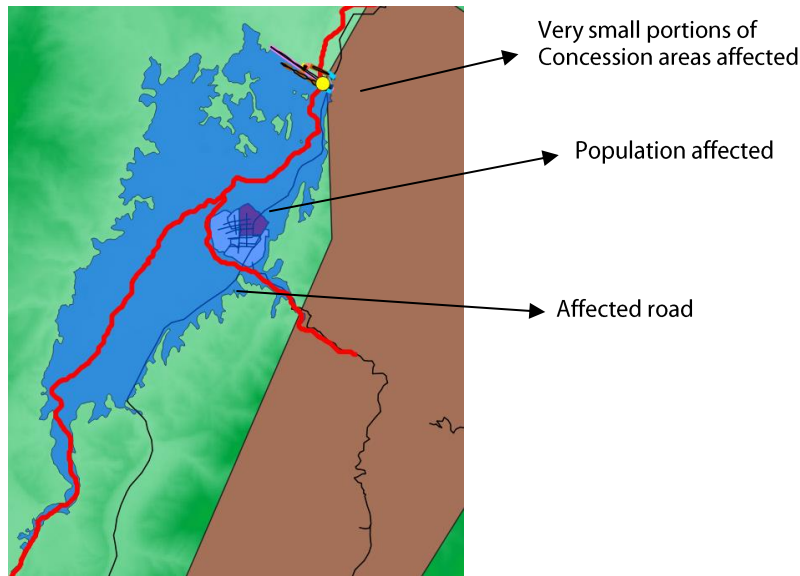 Very small portions of
Concession areas affected
Population affected
Affected road